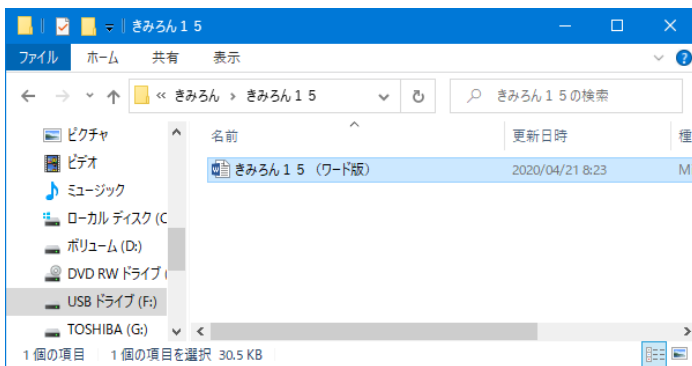 きみろん１５
ファイル ホーム 共有 表示
« きみろん › きみろん１５
きみろん１５の検索
名前 更新日時 種
ピクチャ
ビデオ
ミュージック
ローカル ディスク (C
ボリューム (D:)
DVD RW ドライブ (
USB ドライブ (F:)
TOSHIBA (G:)
きみろん１５（ワード版） 2020/04/21 8:23 M
1 個の項目 1 個の項目を選択 30.5 KB